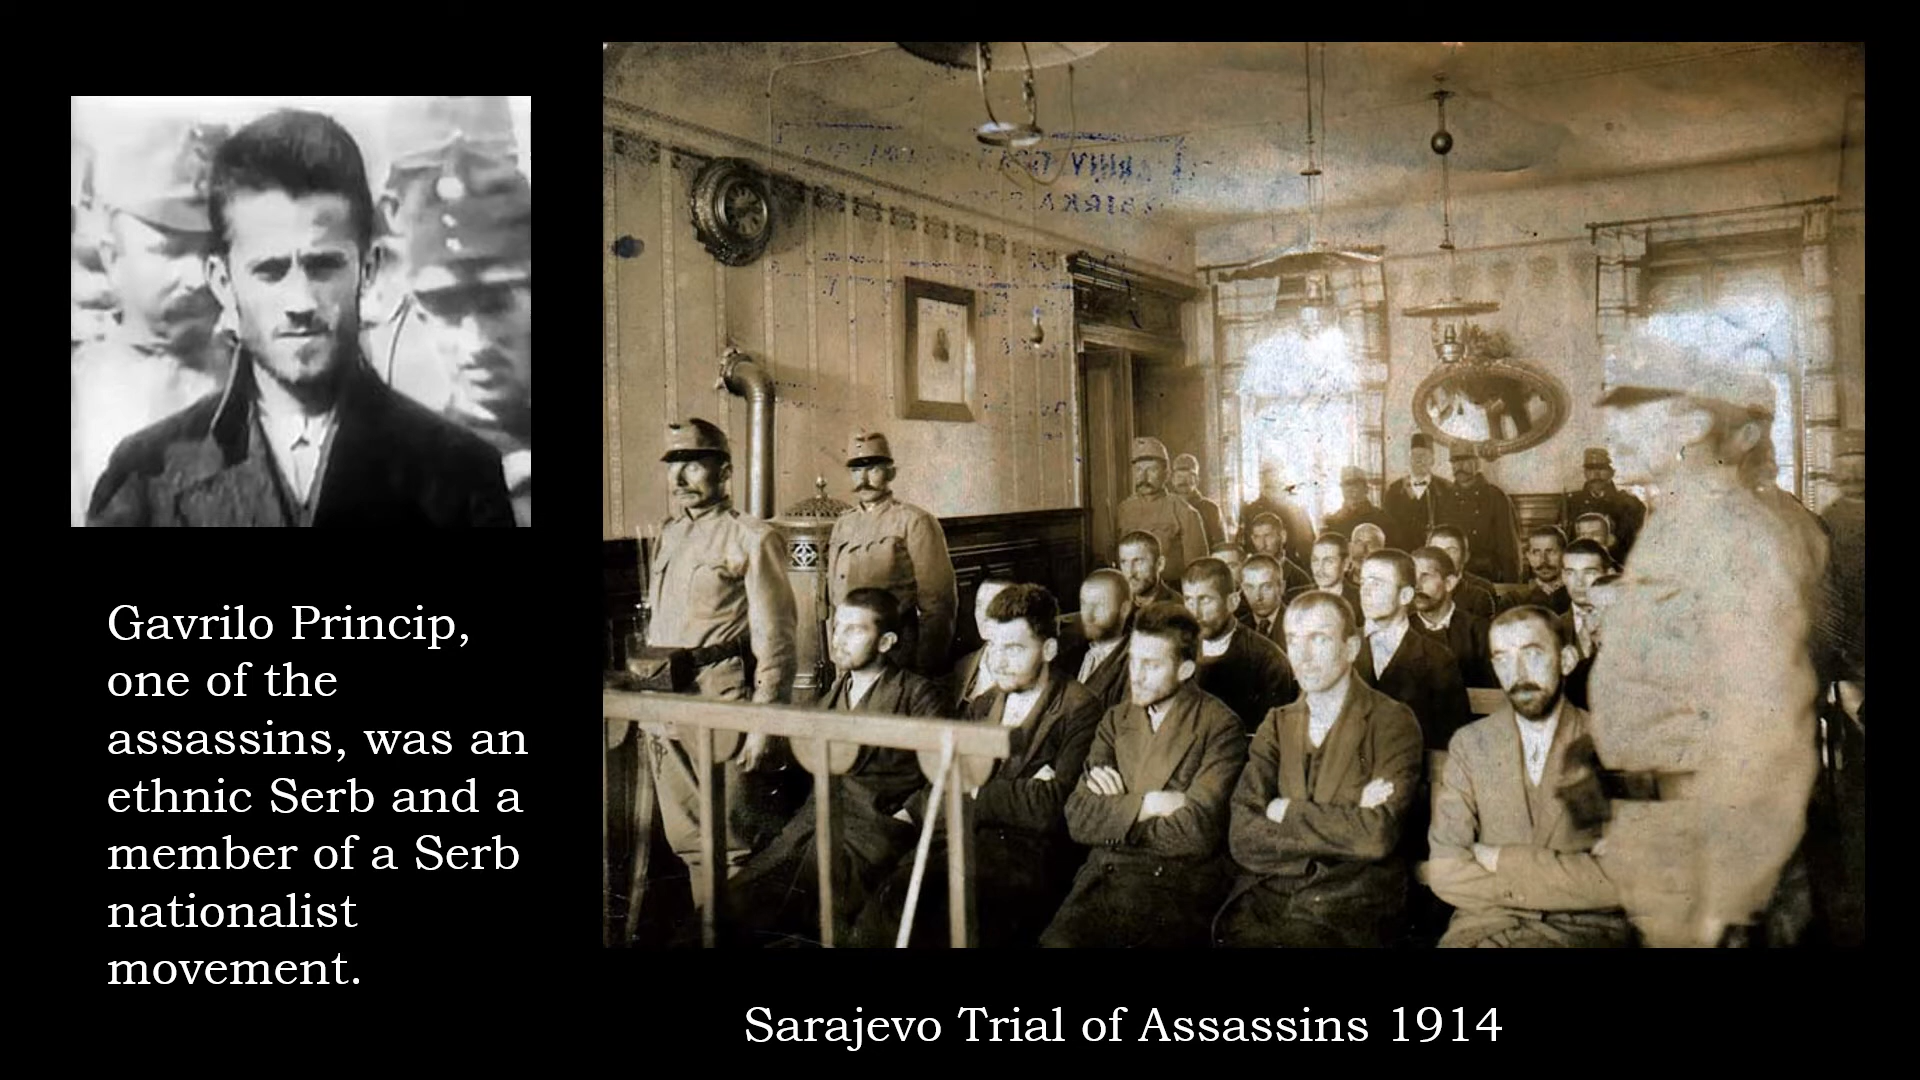 Gavrilo Princip,
one of the
assassins, was an
ethnic Serb and a
member of a Serb
nationalist
movement.
Sarajevo Trial of Assassins 1914